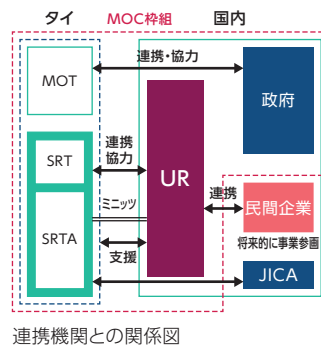 タイ MOC枠組 国内
連携・協力
MOT
政府
SRT
連携
協力
UR
連携
民間企業
ミニッツ
SRTA
将来的に事業参画
支援
JICA
連携機関との関係図